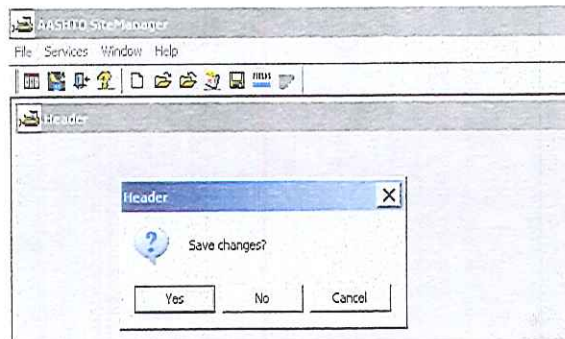 AASHTO SiteManager
File Services Window Help
Header
Header
Save changes?
Yes No Cancel